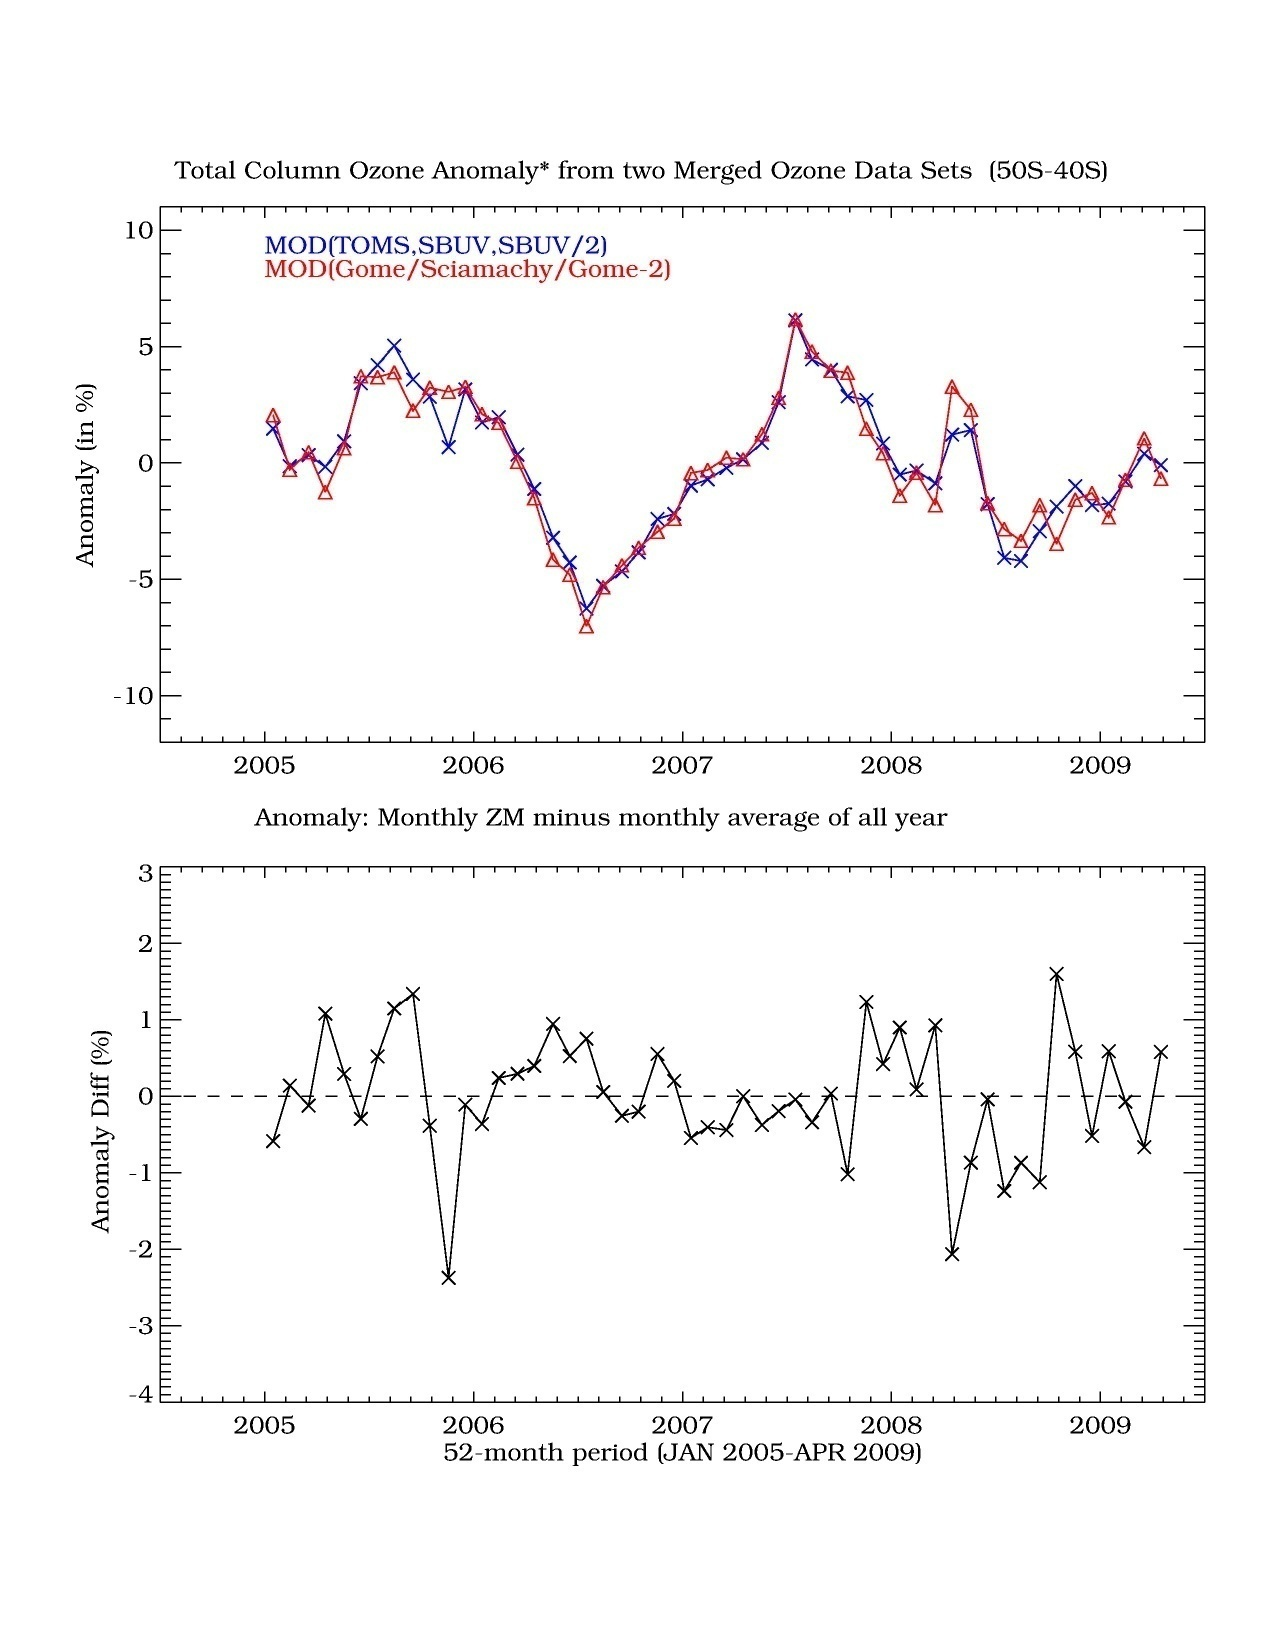 Total Column Ozone Anomaly* from two Merged Ozone Data Sets (50S-40S)
MOD(TOMS,SBUV,SBUV/2)
MOD(Gome/Sciamachy/Gome-2)
Anomaly (in %)
10
5
0
-5
-10
2005 2006 2007 2008 2009
Anomaly: Monthly ZM minus monthly average of all year
Anomaly Diff (%)
3
2
1
0
-1
-2
-3
-4
2005 2006 2007 2008 2009
52-month period (JAN 2005-APR 2009)